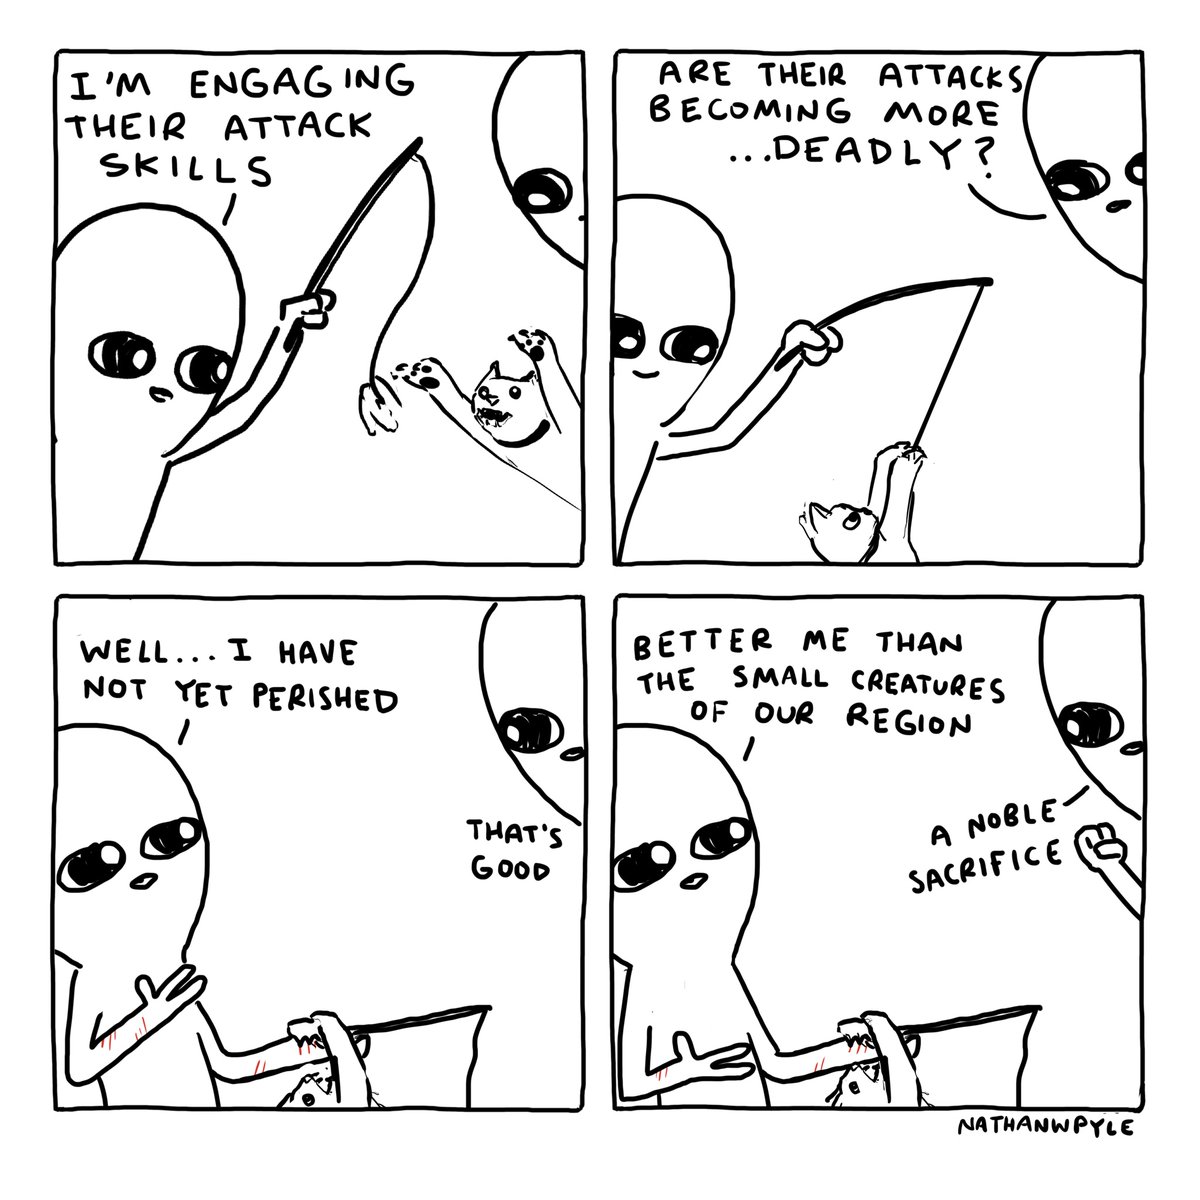 I'M ENGAGING
THEIR ATTACK
SKILLS
ARE THEIR ATTACKS
BECOMING MORE
...DEADLY?
WELL... I HAVE
NOT YET PERISHED
THAT'S
GOOD
BETTER ME THAN
THE SMALL CREATURES
OF OUR REGION
A NOBLE
SACRIFICE
NATHANWPYLE